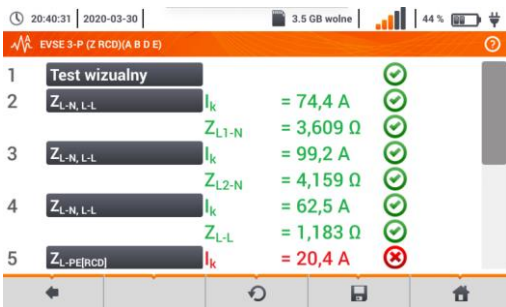 20:40:31 2020-03-30 3.5 GB wolne 44 %
EVSE 3-P (Z RCD)(A B D E)
1 Test wizualny
2 ZL-N, L-L Ik = 74,4 A
ZL1-N = 3,609 Ω
3 ZL-N, L-L Ik = 99,2 A
ZL2-N = 4,159 Ω
4 ZL-N, L-L Ik = 62,5 A
ZL-L = 1,183 Ω
5 ZL-PE[RCD] Ik = 20,4 A